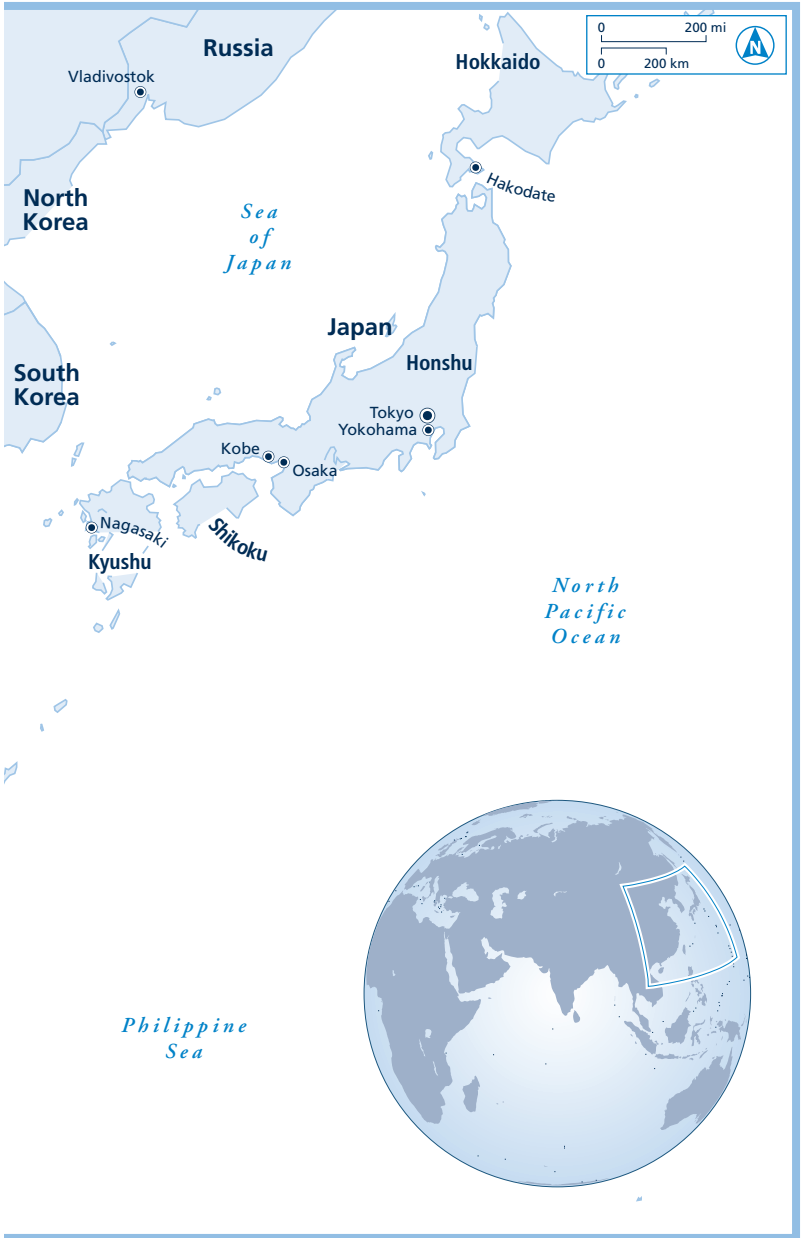 Russia
Vladivostok
Hokkaido
0 200 mi
N
0 200 km
Hakodate
North
Korea
Sea
of
Japan
Japan
Honshu
South
Korea
Tokyo
Yokohama
Kobe
Osaka
Nagasaki
Shikoku
Kyushu
North
Pacific
Ocean
Philippine
Sea